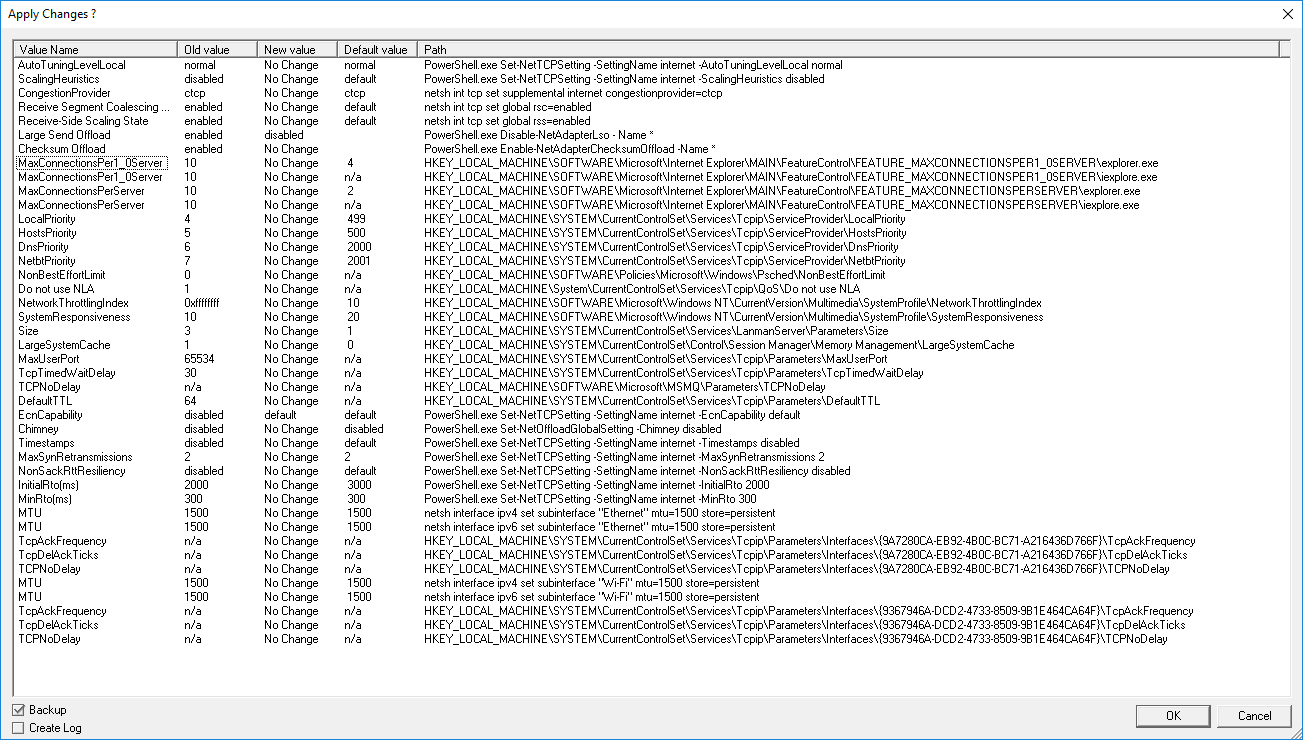 Apply Changes ?
Value Name Old value New value Default value Path
AutoTuningLevelLocal normal No Change normal PowerShell.exe Set-NetTCPSetting -SettingName internet -AutoTuningLevelLocal normal
ScalingHeuristics disabled No Change default PowerShell.exe Set-NetTCPSetting -SettingName internet -ScalingHeuristics disabled
CongestionProvider ctcp No Change ctcp netsh int tcp set supplemental internet congestionprovider=ctcp
Receive Segment Coalescing ... enabled No Change default netsh int tcp set global rsc=enabled
Receive-Side Scaling State enabled No Change default netsh int tcp set global rss=enabled
Large Send Offload enabled disabled PowerShell.exe Disable-NetAdapterLso - Name *
Checksum Offload enabled No Change PowerShell.exe Enable-NetAdapterChecksumOffload -Name *
MaxConnectionsPer1_0Server 10 No Change 4 HKEY_LOCAL_MACHINE\SOFTWARE\Microsoft\Internet Explorer\MAIN\FeatureControl\FEATURE_MAXCONNECTIONSPER1_0SERVER\explorer.exe
MaxConnectionsPer1_0Server 10 No Change n/a HKEY_LOCAL_MACHINE\SOFTWARE\Microsoft\Internet Explorer\MAIN\FeatureControl\FEATURE_MAXCONNECTIONSPER1_0SERVER\iexplore.exe
MaxConnectionsPerServer 10 No Change 2 HKEY_LOCAL_MACHINE\SOFTWARE\Microsoft\Internet Explorer\MAIN\FeatureControl\FEATURE_MAXCONNECTIONSPERSERVER\explorer.exe
MaxConnectionsPerServer 10 No Change n/a HKEY_LOCAL_MACHINE\SOFTWARE\Microsoft\Internet Explorer\MAIN\FeatureControl\FEATURE_MAXCONNECTIONSPERSERVER\iexplore.exe
LocalPriority 4 No Change 499 HKEY_LOCAL_MACHINE\SYSTEM\CurrentControlSet\Services\Tcpip\ServiceProvider\LocalPriority
HostsPriority 5 No Change 500 HKEY_LOCAL_MACHINE\SYSTEM\CurrentControlSet\Services\Tcpip\ServiceProvider\HostsPriority
DnsPriority 6 No Change 2000 HKEY_LOCAL_MACHINE\SYSTEM\CurrentControlSet\Services\Tcpip\ServiceProvider\DnsPriority
NetbtPriority 7 No Change 2001 HKEY_LOCAL_MACHINE\SYSTEM\CurrentControlSet\Services\Tcpip\ServiceProvider\NetbtPriority
NonBestEffortLimit 0 No Change n/a HKEY_LOCAL_MACHINE\SOFTWARE\Policies\Microsoft\Windows\Psched\NonBestEffortLimit
Do not use NLA 1 No Change n/a HKEY_LOCAL_MACHINE\System\CurrentControlSet\Services\Tcpip\QoS\Do not use NLA
NetworkThrottlingIndex 0xffffffff No Change 10 HKEY_LOCAL_MACHINE\SOFTWARE\Microsoft\Windows NT\CurrentVersion\Multimedia\SystemProfile\NetworkThrottlingIndex
SystemResponsiveness 10 No Change 20 HKEY_LOCAL_MACHINE\SOFTWARE\Microsoft\Windows NT\CurrentVersion\Multimedia\SystemProfile\SystemResponsiveness
Size 3 No Change 1 HKEY_LOCAL_MACHINE\SYSTEM\CurrentControlSet\Services\LanmanServer\Parameters\Size
LargeSystemCache 1 No Change 0 HKEY_LOCAL_MACHINE\SYSTEM\CurrentControlSet\Control\Session Manager\Memory Management\LargeSystemCache
MaxUserPort 65534 No Change n/a HKEY_LOCAL_MACHINE\SYSTEM\CurrentControlSet\Services\Tcpip\Parameters\MaxUserPort
TcpTimedWaitDelay 30 No Change n/a HKEY_LOCAL_MACHINE\SYSTEM\CurrentControlSet\Services\Tcpip\Parameters\TcpTimedWaitDelay
TCPNoDelay n/a No Change n/a HKEY_LOCAL_MACHINE\SOFTWARE\Microsoft\MSMQ\Parameters\TCPNoDelay
DefaultTTL 64 No Change n/a HKEY_LOCAL_MACHINE\SYSTEM\CurrentControlSet\Services\Tcpip\Parameters\DefaultTTL
EcnCapability disabled default default PowerShell.exe Set-NetTCPSetting -SettingName internet -EcnCapability default
Chimney disabled No Change disabled PowerShell.exe Set-NetOffloadGlobalSetting -Chimney disabled
Timestamps disabled No Change default PowerShell.exe Set-NetTCPSetting -SettingName internet -Timestamps disabled
MaxSynRetransmissions 2 No Change 2 PowerShell.exe Set-NetTCPSetting -SettingName internet -MaxSynRetransmissions 2
NonSackRttResiliency disabled No Change default PowerShell.exe Set-NetTCPSetting -SettingName internet -NonSackRttResiliency disabled
InitialRto(ms) 2000 No Change 3000 PowerShell.exe Set-NetTCPSetting -SettingName internet -InitialRto 2000
MinRto(ms) 300 No Change 300 PowerShell.exe Set-NetTCPSetting -SettingName internet -MinRto 300
MTU 1500 No Change 1500 netsh interface ipv4 set subinterface "Ethernet" mtu=1500 store=persistent
MTU 1500 No Change 1500 netsh interface ipv6 set subinterface "Ethernet" mtu=1500 store=persistent
TcpAckFrequency n/a No Change n/a HKEY_LOCAL_MACHINE\SYSTEM\CurrentControlSet\Services\Tcpip\Parameters\Interfaces\{9A7280CA-EB92-4B0C-BC71-A216436D766F}\TcpAckFrequency
TcpDelAckTicks n/a No Change n/a HKEY_LOCAL_MACHINE\SYSTEM\CurrentControlSet\Services\Tcpip\Parameters\Interfaces\{9A7280CA-EB92-4B0C-BC71-A216436D766F}\TcpDelAckTicks
TCPNoDelay n/a No Change n/a HKEY_LOCAL_MACHINE\SYSTEM\CurrentControlSet\Services\Tcpip\Parameters\Interfaces\{9A7280CA-EB92-4B0C-BC71-A216436D766F}\TCPNoDelay
MTU 1500 No Change 1500 netsh interface ipv4 set subinterface "Wi-Fi" mtu=1500 store=persistent
MTU 1500 No Change 1500 netsh interface ipv6 set subinterface "Wi-Fi" mtu=1500 store=persistent
TcpAckFrequency n/a No Change n/a HKEY_LOCAL_MACHINE\SYSTEM\CurrentControlSet\Services\Tcpip\Parameters\Interfaces\{9367946A-DCD2-4733-8509-9B1E464CA64F}\TcpAckFrequency
TcpDelAckTicks n/a No Change n/a HKEY_LOCAL_MACHINE\SYSTEM\CurrentControlSet\Services\Tcpip\Parameters\Interfaces\{9367946A-DCD2-4733-8509-9B1E464CA64F}\TcpDelAckTicks
TCPNoDelay n/a No Change n/a HKEY_LOCAL_MACHINE\SYSTEM\CurrentControlSet\Services\Tcpip\Parameters\Interfaces\{9367946A-DCD2-4733-8509-9B1E464CA64F}\TCPNoDelay
Backup
Create Log
OK Cancel